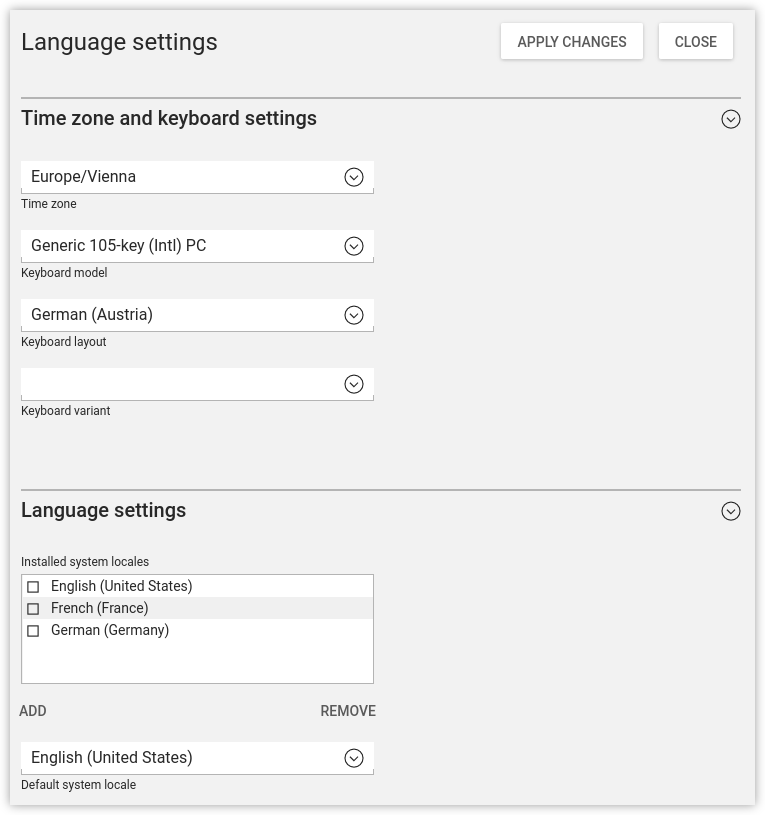 Language settings
APPLY CHANGES
CLOSE
Time zone and keyboard settings
Europe/Vienna
Time zone
Generic 105-key (Intl) PC
Keyboard model
German (Austria)
Keyboard layout
Keyboard variant
Language settings
Installed system locales
English (United States)
French (France)
German (Germany)
ADD
REMOVE
English (United States)
Default system locale